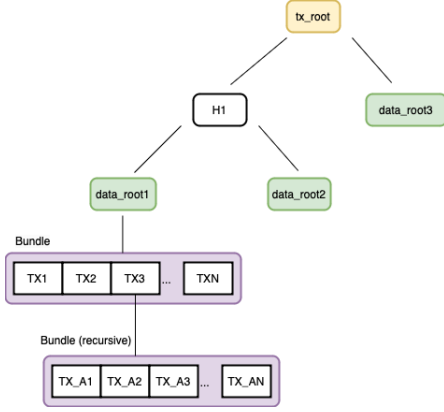 tx_root
H1
data_root3
data_root1
data_root2
Bundle
TX1 TX2 TX3 ... TXN
Bundle (recursive)
TX_A1 TX_A2 TX_A3 ... TX_AN